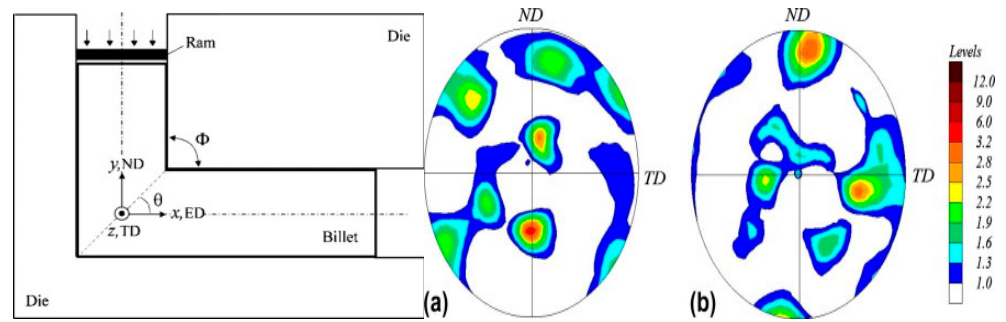 Ram
Die
Φ
y,ND
θ
x,ED
z,TD
Billet
Die
ND
TD
(a)
ND
TD
(b)
Levels
12.0
9.0
6.0
3.2
2.8
2.5
2.2
1.9
1.6
1.3
1.0